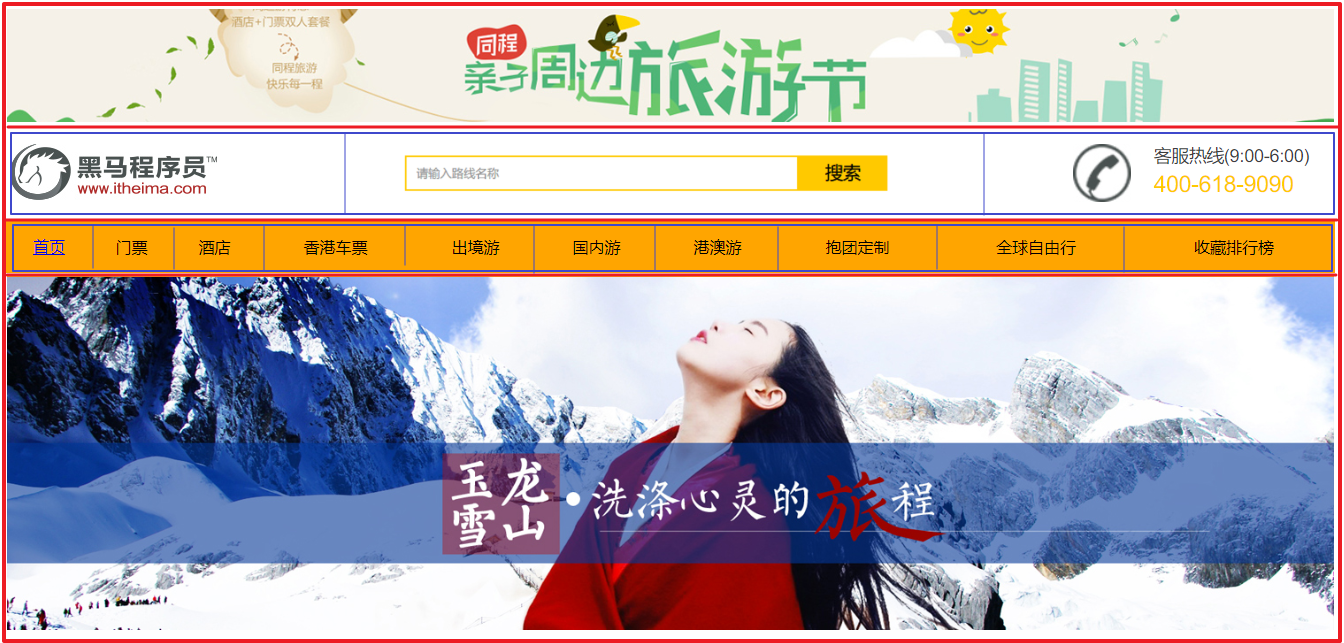 酒店+门票双人套餐
同程旅游
快乐每一程
同程
亲子周边旅游节
黑马程序员™
www.itheima.com
请输入路线名称
搜索
客服热线(9:00-6:00)
400-618-9090
首页
门票
酒店
香港车票
出境游
国内游
港澳游
抱团定制
全球自由行
收藏排行榜
玉龙雪山•洗涤心灵的旅程